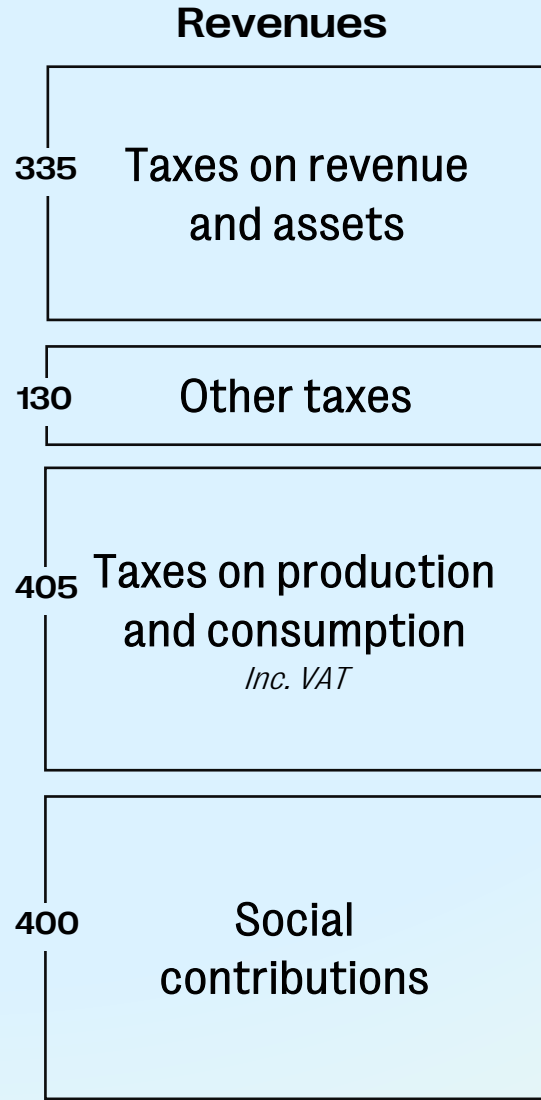 Revenues
335
Taxes on revenue
and assets
130
Other taxes
405
Taxes on production
and consumption
Inc. VAT
400
Social
contributions